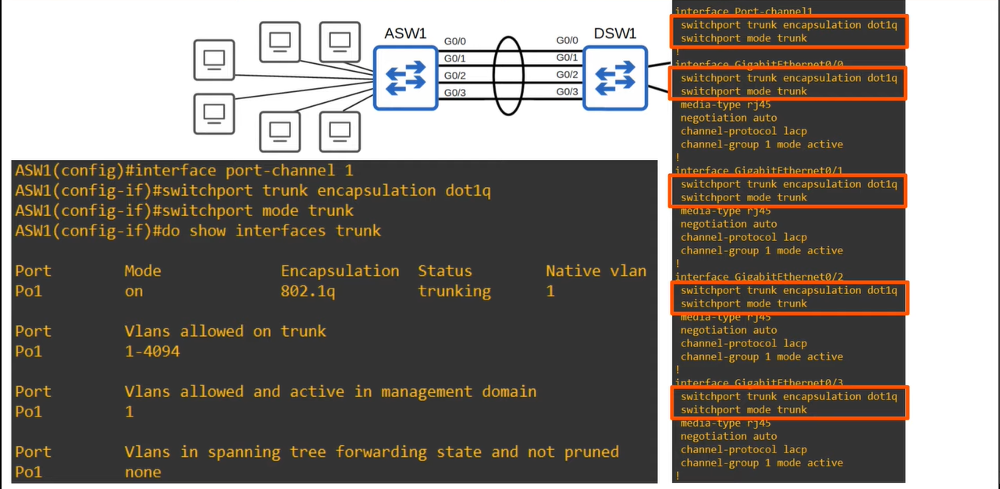 ASW1
DSW1
G0/0
G0/1
G0/2
G0/3
G0/0
G0/1
G0/2
G0/3
ASW1(config)#interface port-channel 1
ASW1(config-if)#switchport trunk encapsulation dot1q
ASW1(config-if)#switchport mode trunk
ASW1(config-if)#do show interfaces trunk
Port Mode Encapsulation Status Native vlan
Po1 on 802.1q trunking 1
Port Vlans allowed on trunk
Po1 1-4094
Port Vlans allowed and active in management domain
Po1 1
Port Vlans in spanning tree forwarding state and not pruned
Po1 none
interface Port-channel1
switchport trunk encapsulation dot1q
switchport mode trunk
!
interface GigabitEthernet0/0
switchport trunk encapsulation dot1q
switchport mode trunk
media-type rj45
negotiation auto
channel-protocol lacp
channel-group 1 mode active
!
interface GigabitEthernet0/1
switchport trunk encapsulation dot1q
switchport mode trunk
media-type rj45
negotiation auto
channel-protocol lacp
channel-group 1 mode active
!
interface GigabitEthernet0/2
switchport trunk encapsulation dot1q
switchport mode trunk
media-type rj45
negotiation auto
channel-protocol lacp
channel-group 1 mode active
!
interface GigabitEthernet0/3
switchport trunk encapsulation dot1q
switchport mode trunk
media-type rj45
negotiation auto
channel-protocol lacp
channel-group 1 mode active
!